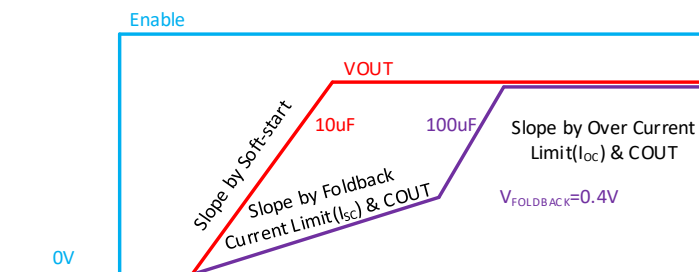 Enable
VOUT
10uF
100uF
Slope by Soft-start
Slope by Foldback
Current Limit(ISC) & COUT
Slope by Over Current
Limit(IOC) & COUT
VFOLDBACK=0.4V
0V